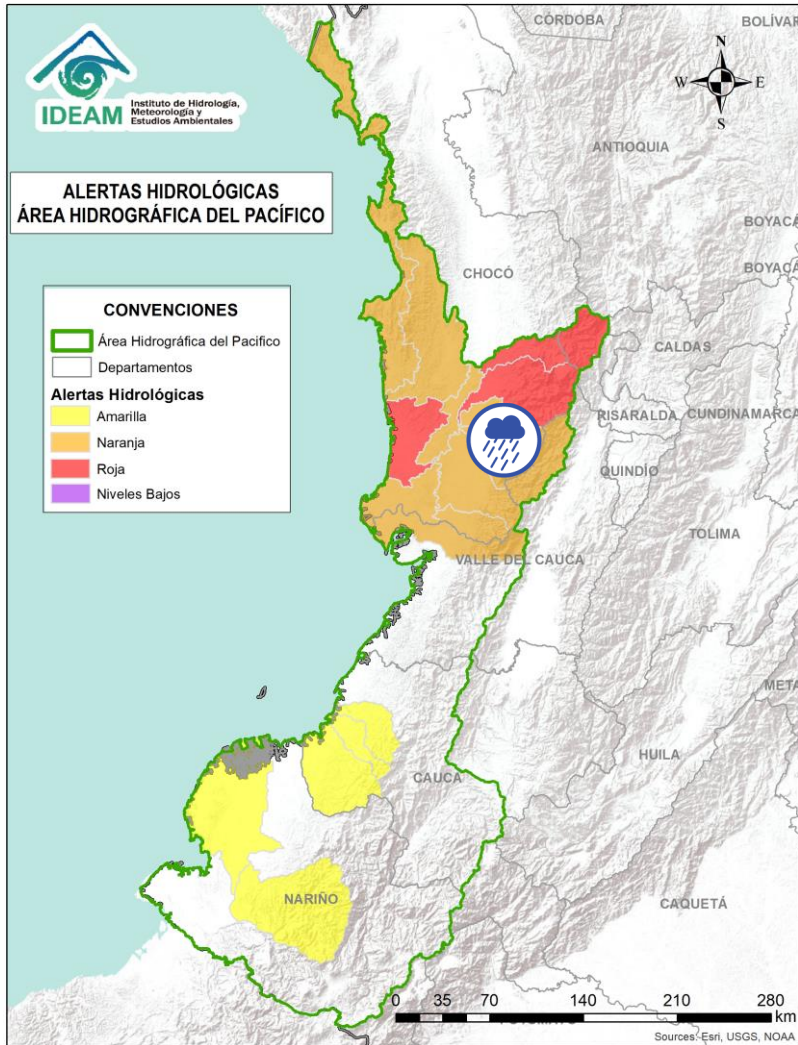 CÓRDOBA
BOLÍVAR
N
W
E
S
IDEAM
Instituto de Hidrología,
Meteorología y
Estudios Ambientales
ANTIOQUIA
ALERTAS HIDROLÓGICAS
ÁREA HIDROGRÁFICA DEL PACÍFICO
BOYACÁ
BOYACÁ
CHOCÓ
CONVENCIONES
Área Hidrográfica del Pacifico
Departamentos
Alertas Hidrológicas
Amarilla
Naranja
Roja
Niveles Bajos
CALDAS
RISARALDA
CUNDINAMARCA
QUINDÍO
TOLIMA
VALLE DEL CAUCA
META
HUILA
CAUCA
NARIÑO
CAQUETÁ
0 35 70 140 210 280
km
Sources: Esri, USGS, NOAA